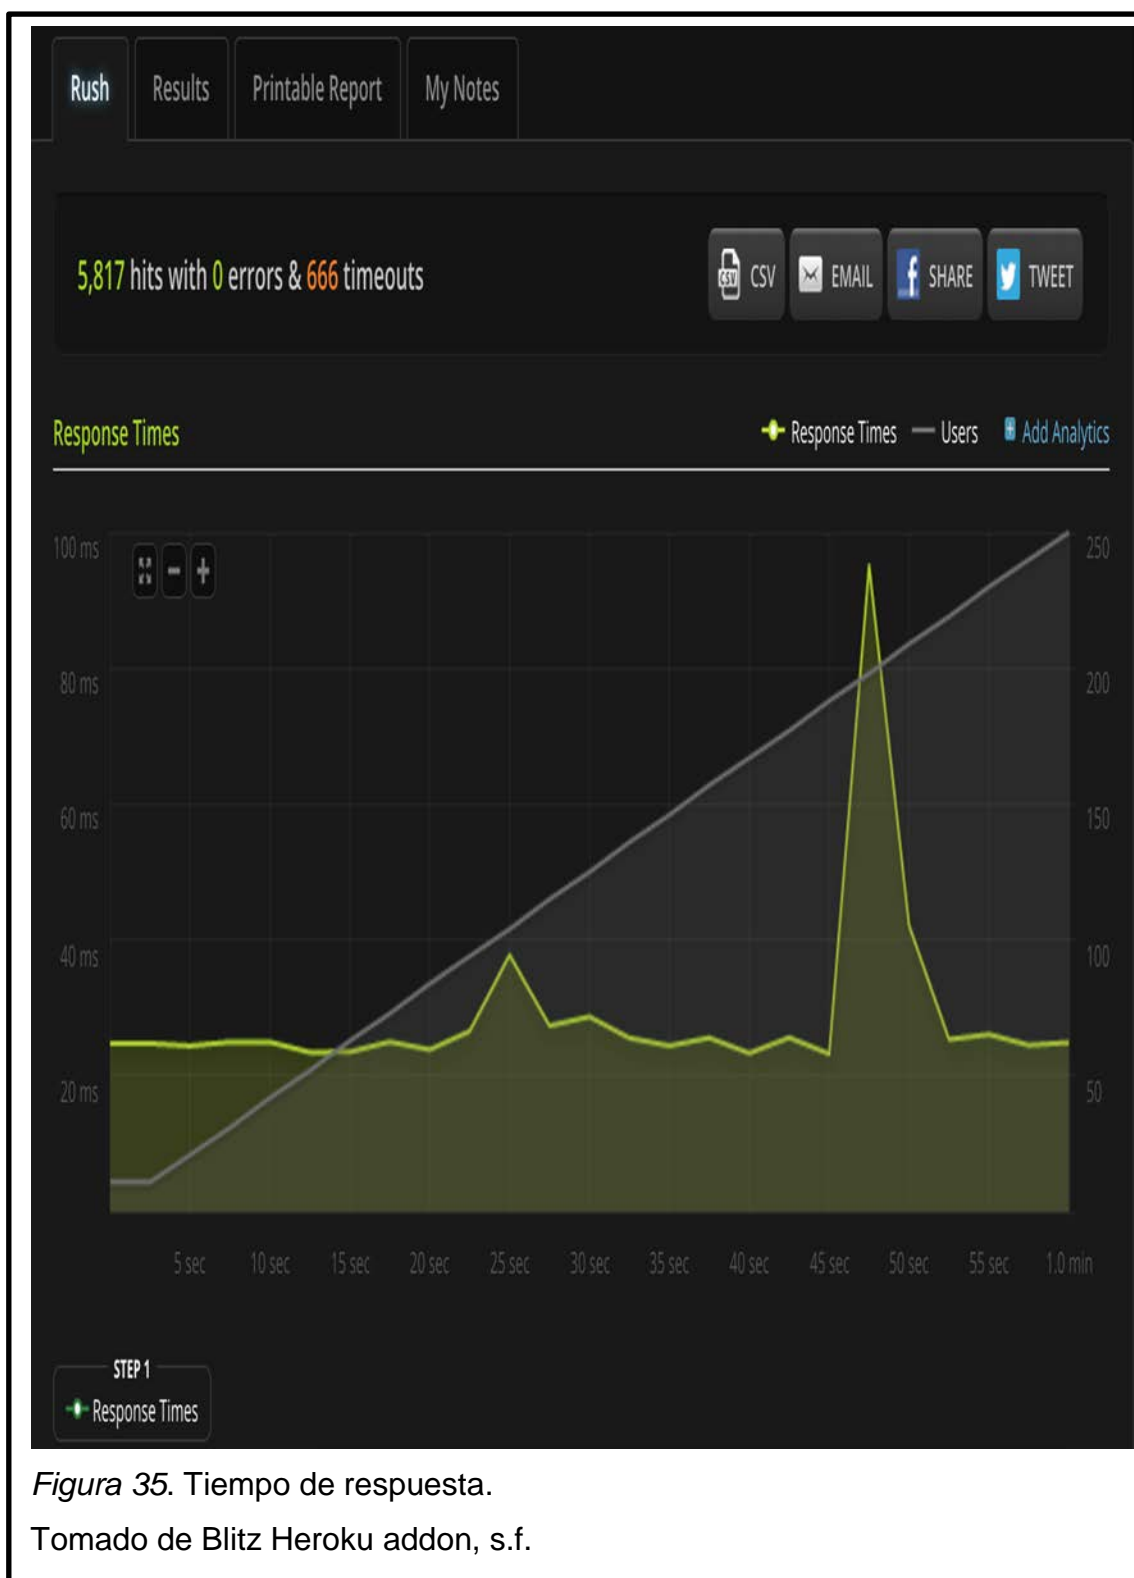 Rush Results Printable Report My Notes
5,817 hits with 0 errors & 666 timeouts
CSV EMAIL SHARE TWEET
Response Times
Response Times Users Add Analytics
100 ms 250
80 ms 200
60 ms 150
40 ms 100
20 ms 50
5 sec 10 sec 15 sec 20 sec 25 sec 30 sec 35 sec 40 sec 45 sec 50 sec 55 sec 1.0 min
STEP 1
Response Times
Figura 35. Tiempo de respuesta.
Tomado de Blitz Heroku addon, s.f.